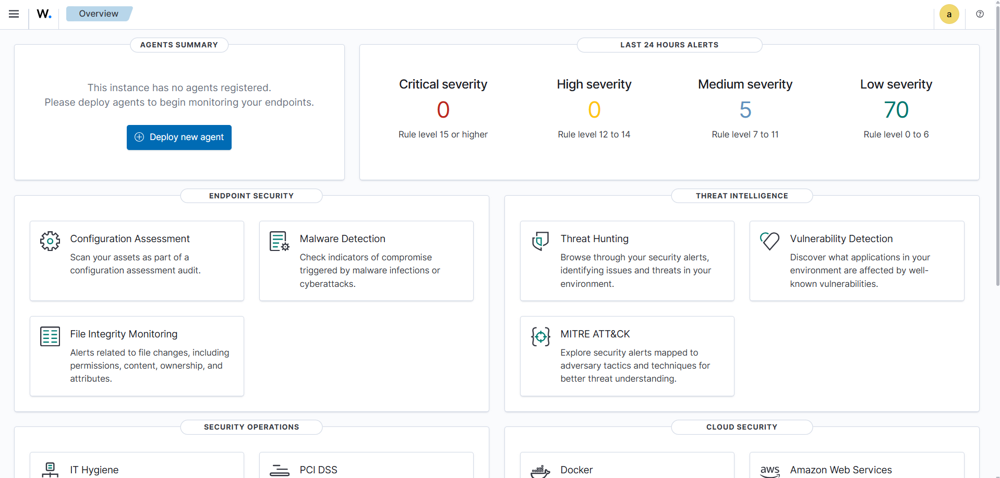 W.
Overview
a
AGENTS SUMMARY
This instance has no agents registered.
Please deploy agents to begin monitoring your endpoints.
Deploy new agent
LAST 24 HOURS ALERTS
Critical severity
0
Rule level 15 or higher
High severity
0
Rule level 12 to 14
Medium severity
5
Rule level 7 to 11
Low severity
70
Rule level 0 to 6
ENDPOINT SECURITY
Configuration Assessment
Scan your assets as part of a
configuration assessment audit.
Malware Detection
Check indicators of compromise
triggered by malware infections or
cyberattacks.
File Integrity Monitoring
Alerts related to file changes, including
permissions, content, ownership, and
attributes.
THREAT INTELLIGENCE
Threat Hunting
Browse through your security alerts,
identifying issues and threats in your
environment.
Vulnerability Detection
Discover what applications in your
environment are affected by well-
known vulnerabilities.
MITRE ATT&CK
Explore security alerts mapped to
adversary tactics and techniques for
better threat understanding.
SECURITY OPERATIONS
IT Hygiene
PCI DSS
CLOUD SECURITY
Docker
aws
Amazon Web Services